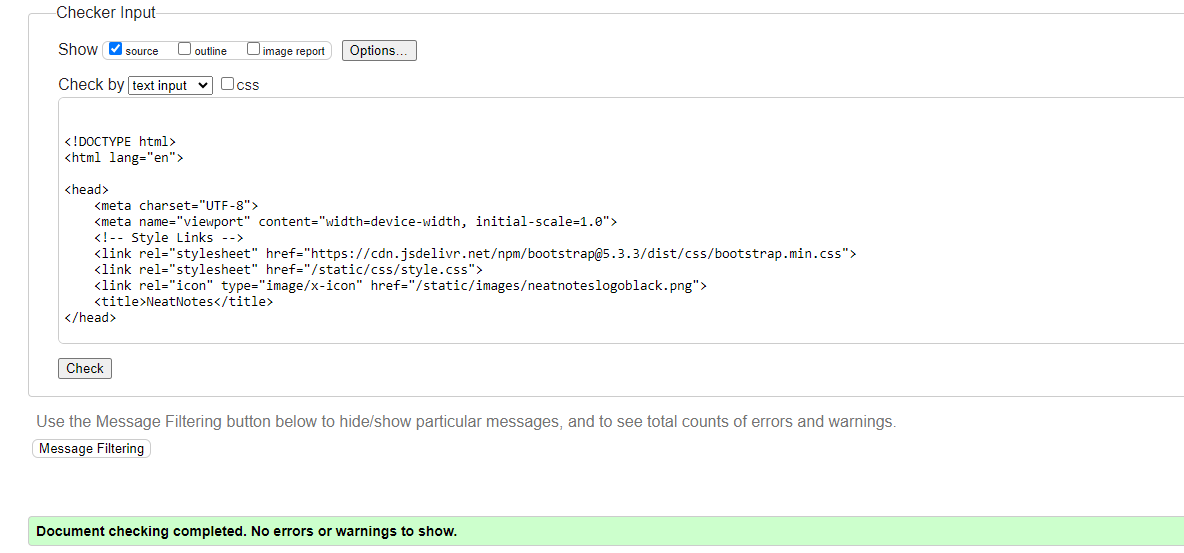 Checker Input
Show source outline image report Options...
Check by text input css
<!DOCTYPE html>
<html lang="en">
<head>
    <meta charset="UTF-8">
    <meta name="viewport" content="width=device-width, initial-scale=1.0">
    <!-- Style Links -->
    <link rel="stylesheet" href="https://cdn.jsdelivr.net/npm/bootstrap@5.3.3/dist/css/bootstrap.min.css">
    <link rel="stylesheet" href="/static/css/style.css">
    <link rel="icon" type="image/x-icon" href="/static/images/neatnoteslogoblack.png">
    <title>NeatNotes</title>
</head>
Check
Use the Message Filtering button below to hide/show particular messages, and to see total counts of errors and warnings.
Message Filtering
Document checking completed. No errors or warnings to show.